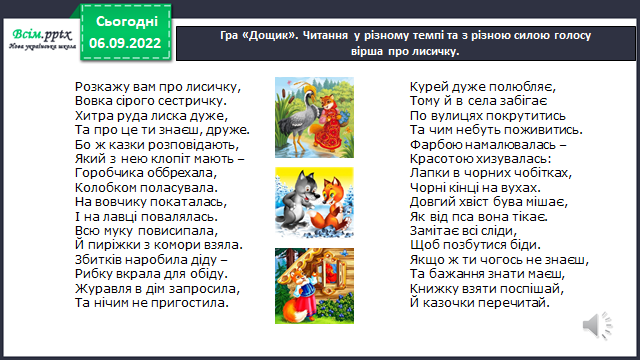 Всім.pptx
Нова українська школа
Сьогодні
06.09.2022
Гра «Дощик». Читання у різному темпі та з різною силою голосу
вірша про лисичку.
Розкажу вам про лисичку,
Вовка сірого сестричку.
Хитра руда лиска дуже,
Та про це ти знаєш, друже.
Бо ж казки розповідають,
Який з нею клопіт мають –
Горобчика оббрехала,
Колобком поласувала.
На вовчику покаталась,
І на лавці повалялась.
Всю муку повисипала,
Й пиріжки з комори взяла.
Збитків наробила діду –
Рибку вкрала для обіду.
Журавля в дім запросила,
Та нічим не пригостила.
Курей дуже полюбляє,
Тому й в села забігає
По вулицях покрутитись
Та чим небуть поживитись.
Фарбою намалювалась –
Красотою хизувалась:
Лапки в чорних чобітках,
Чорні кінці на вухах.
Довгий хвіст бува мішає,
Як від пса вона тікає.
Замітає всі сліди,
Щоб позбутися біди.
Якщо ж ти чогось не знаєш,
Та бажання знати маєш,
Книжку взяти поспішай,
Й казочки перечитай.